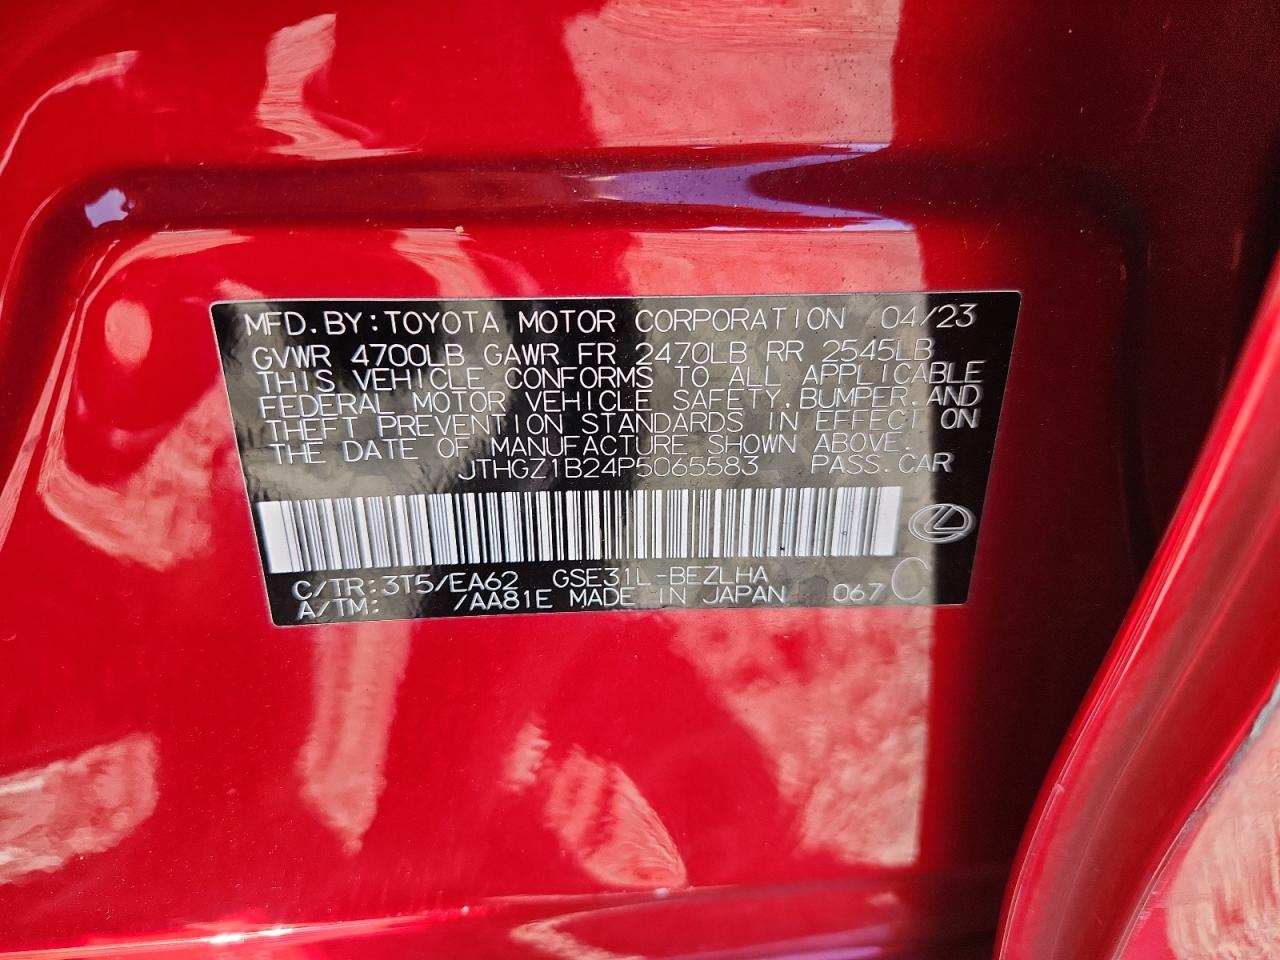 MFD.BY:TOYOTA MOTOR CORPORATION 04/23
GVWR 4700LB GAWR FR 2470LB RR 2545LB
THIS VEHICLE CONFORMS TO ALL APPLICABLE
FEDERAL MOTOR VEHICLE SAFETY,BUMPER,AND
THEFT PREVENTION STANDARDS IN EFFECT ON
THE DATE OF MANUFACTURE SHOWN ABOVE.
JTHGZ1B24P5065583 PASS.CAR
C/TR:3T5/EA62 GSE31L-BEZLHA
A/TM: /AA81E MADE IN JAPAN 067 C